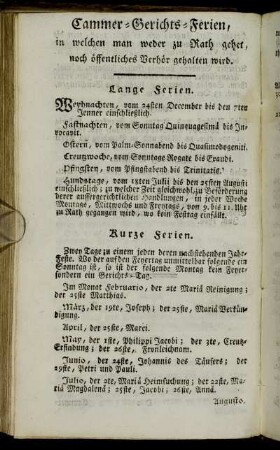 Cammer-Gerichts-Ferien,
in welchen man weder zu Rath gehet,
noch öffentliches Verhör gehalten wird.
Lange Ferien.
Weyhnachten, vom 24sten December bis den 7ten
Jenner einschließlich.
Fastnachten, vom Sonntag Quinquagesimä bis In-
vocavit.
Ostern, vom Palm-Sonnabend bis Quasimodogeniti.
Creuzwoche, vom Sonntage Rogate bis Exaudi.
Pfingsten, vom Pfingstabend bis Trinitatis.
Hundstage, vom 15ten Julii bis den 25sten Augusti
einschließlich; zu welcher Zeit gleichwohl zu Beförderung
derer aussergerichtlichen Handlungen, in jeder Woche
Montags, Mittwochs und Freytags, von 9. bis 11. Uhr
zu Rath gegangen wird, wo kein Festtag einfällt.
Kurze Ferien.
Zwey Tage zu einem jeden deren nachstehenden Jahr-
Feste. Wo der auf den Feyertag unmittelbar folgende ein
Sonntag ist, so ist der folgende Montag kein Feyer-
sondern ein Gerichts-Tag.
Im Monat Februario, der 2te Mariä Reinigung;
der 25ste Matthias.
März, der 19te, Joseph; der 25ste, Mariä Verkün-
digung.
April, der 25ste, Marci.
May, der 1ste, Philippi Jacobi; der 3te, Creutz-
Erfindung; der 26ste, Frohnleichnam.
Junio, der 24ste, Johannis des Täufers; der
29ste, Petri und Pauli.
Julio, der 2te, Mariä Heimsuchung; der 22ste, Ma-
riä Magdalenä; 25ste, Jacobi; 26ste, Annä.
Augusto.